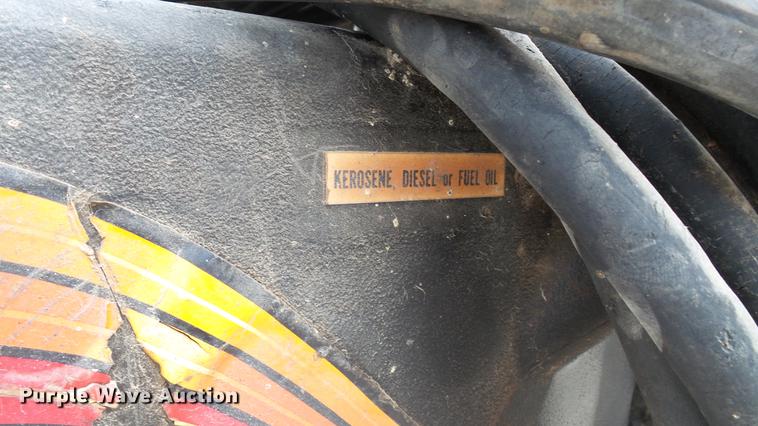 KEROSENE, DIESEL or FUEL OIL
Purple Wave Auction